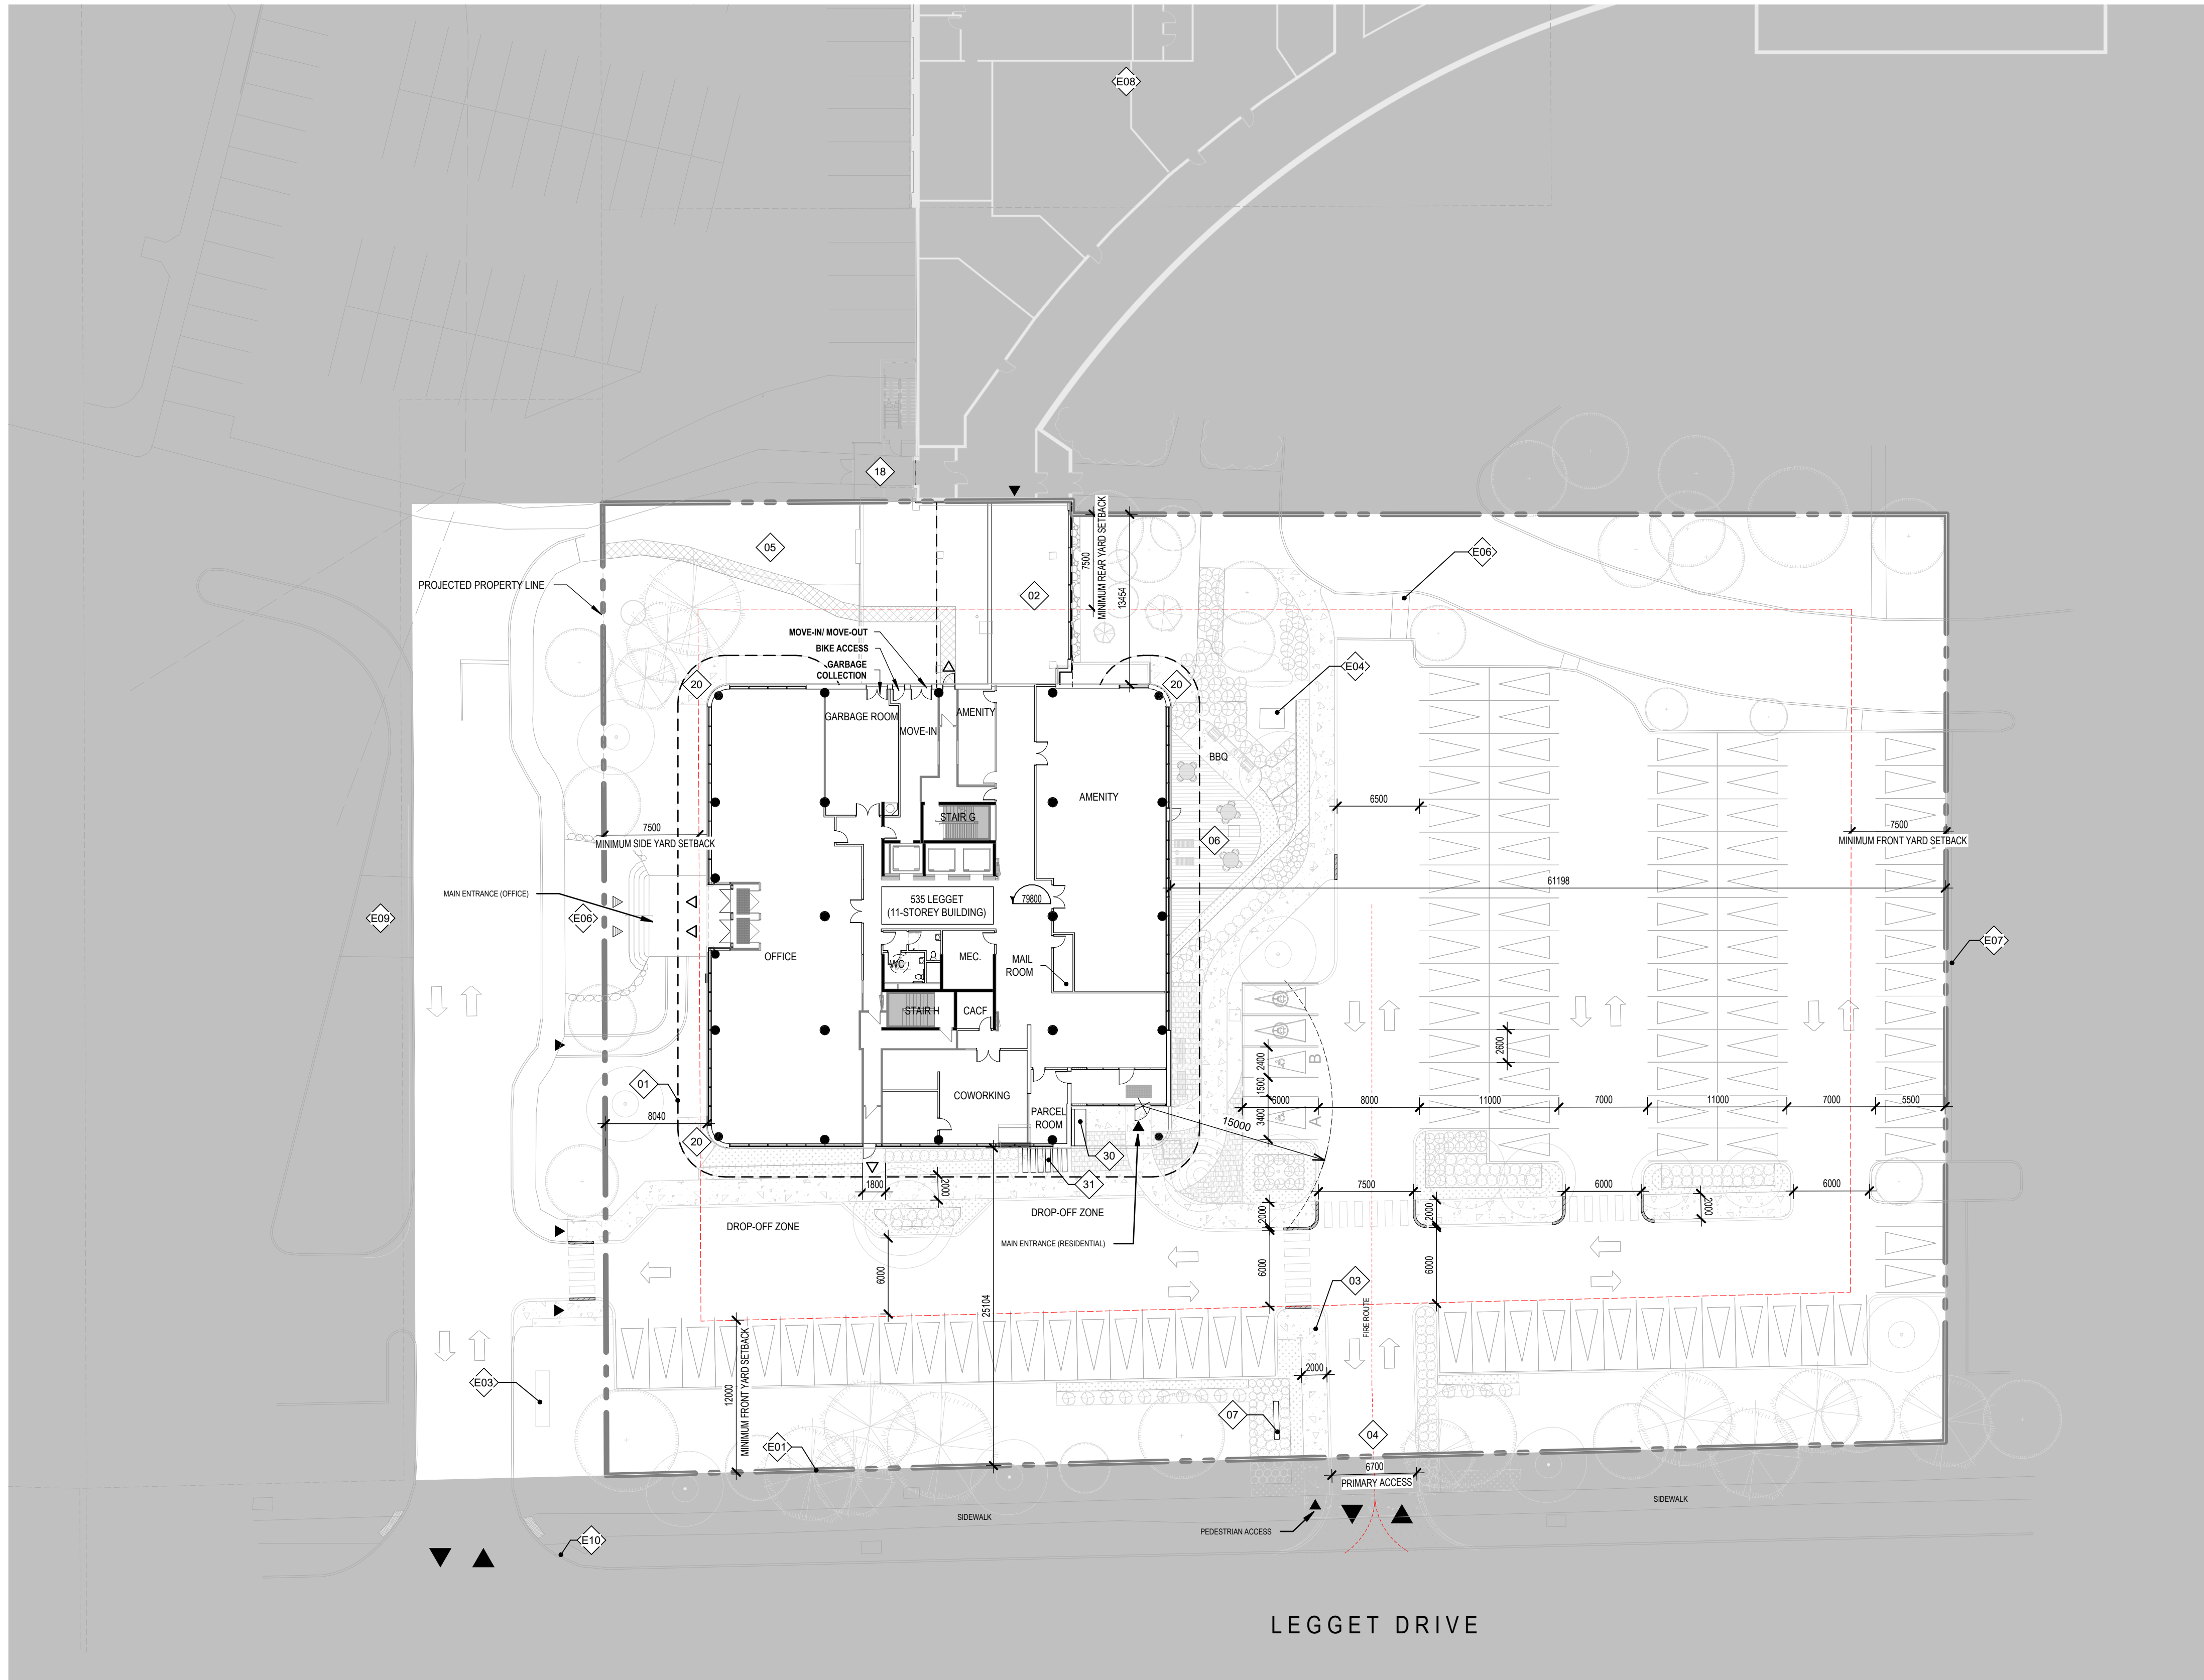 E08
18
05
02
7500
MINIMUM REAR YARD SETBACK
13454
E06
PROJECTED PROPERTY LINE
MOVE-IN/ MOVE-OUT
BIKE ACCESS
GARBAGE
COLLECTION
E04
20
20
GARBAGE ROOM
AMENITY
MOVE-IN
BBQ
AMENITY
6500
STAIR G
7500
MINIMUM SIDE YARD SETBACK
06
7500
MINIMUM FRONT YARD SETBACK
61198
MAIN ENTRANCE (OFFICE)
535 LEGGET
(11-STOREY BUILDING)
79800
E09
E06
E07
OFFICE
WC
MEC.
MAIL
ROOM
STAIR H
CACF
2600
2400
B
1500
01
COWORKING
6000
8000
11000
7000
11000
7000
5500
8040
PARCEL
ROOM
3400
A
15000
20
30
31
1800
2000
7500
6000
6000
2000
2000
2000
DROP-OFF ZONE
DROP-OFF ZONE
MAIN ENTRANCE (RESIDENTIAL)
6000
6000
6000
03
25104
FIRE ROUTE
12000
MINIMUM FRONT YARD SETBACK
2000
E03
07
04
E01
6700
PRIMARY ACCESS
SIDEWALK
SIDEWALK
PEDESTRIAN ACCESS
E10
LEGGET DRIVE